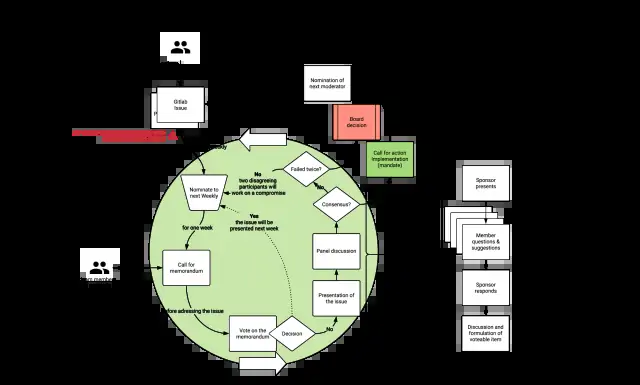 Nomination of
next moderator
Gitlab
Issue
Board
decision
Call for action
implementation
(mandate)
Failed twice?
No
two disagreeing
participants will
work on a compromise
No
Sponsor
presents
Nominate to
next Weekly
Consensus?
Yes
the issue will be
presented next week
for one week
Member
questions &
suggestions
Panel discussion
Call for
memorandum
Sponsor
responds
Presentation of
the issue
adressing the issue
Vote on the
memorandum
Decision
No
Discussion and
formulation of
voteable item